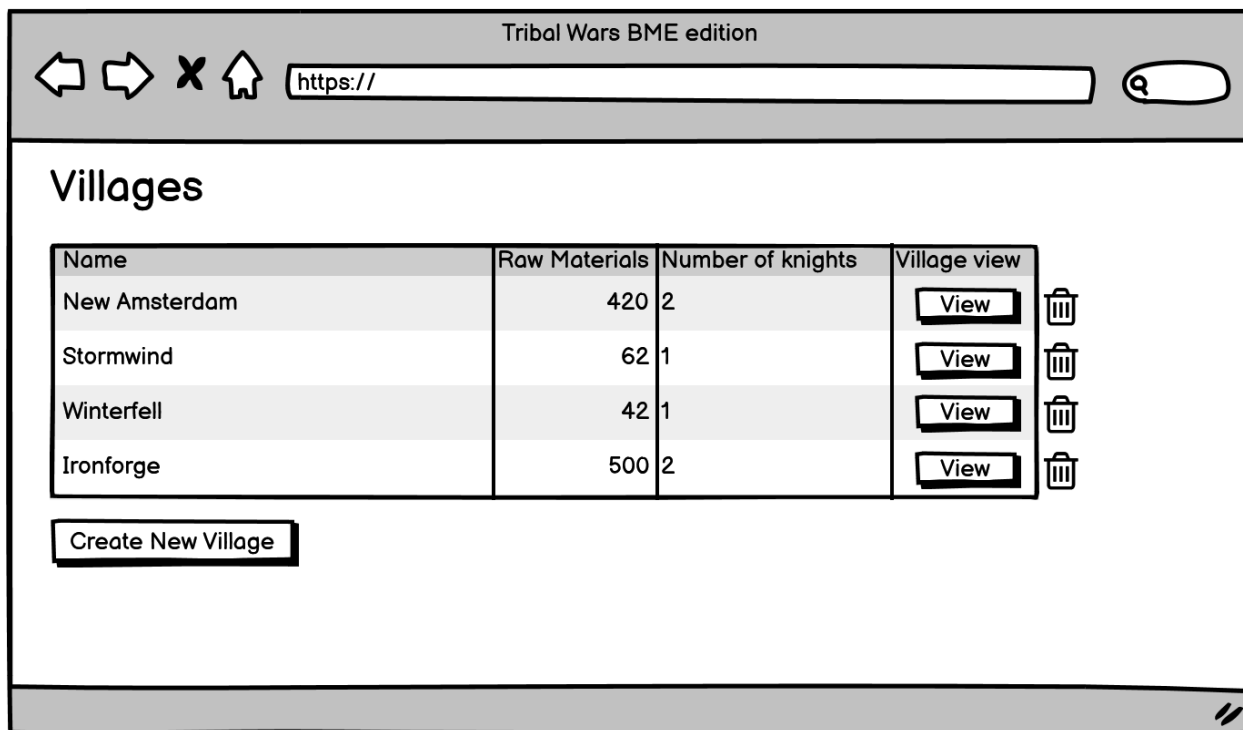 Tribal Wars BME edition
https://
Villages
Name Raw Materials Number of knights Village view
New Amsterdam 420 2 View
Stormwind 62 1 View
Winterfell 42 1 View
Ironforge 500 2 View
Create New Village